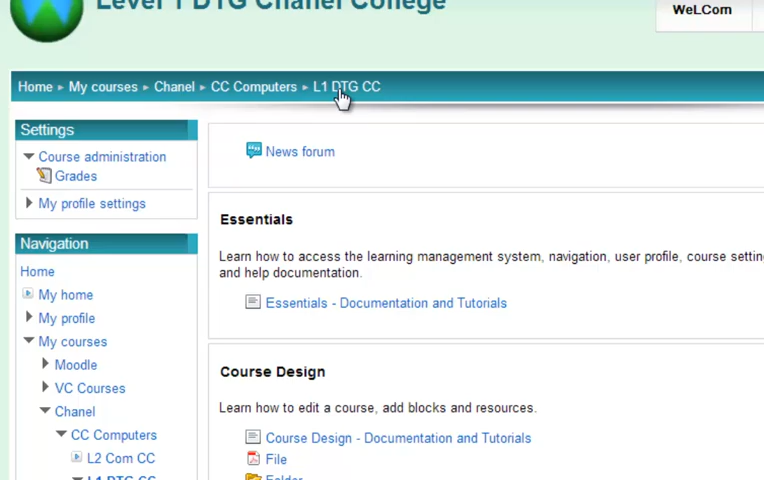 Level 1 DTG Chanel College
WeLCom
Home ▸ My courses ▸ Chanel ▸ CC Computers ▸ L1 DTG CC
Settings
Course administration
Grades
My profile settings
News forum
Essentials
Learn how to access the learning management system, navigation, user profile, course settin
and help documentation.
Essentials - Documentation and Tutorials
Navigation
Home
My home
My profile
My courses
Moodle
VC Courses
Chanel
CC Computers
L2 Com CC
L1 DTG CC
Course Design
Learn how to edit a course, add blocks and resources.
Course Design - Documentation and Tutorials
File
Folder